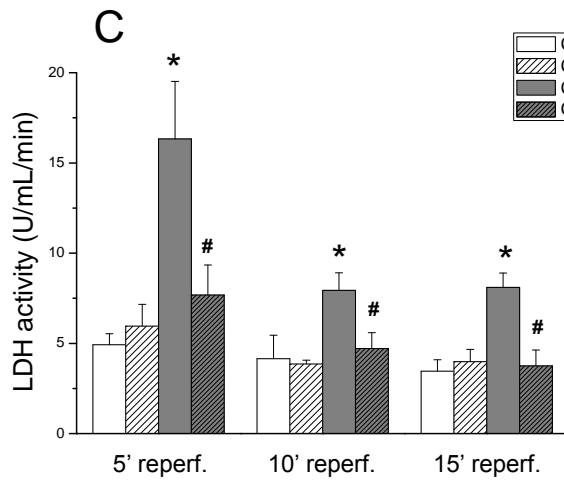 C
20
15
10
5
0
LDH activity (U/mL/min)
*
#
*
#
*
#
5' reperf.
10' reperf.
15' reperf.